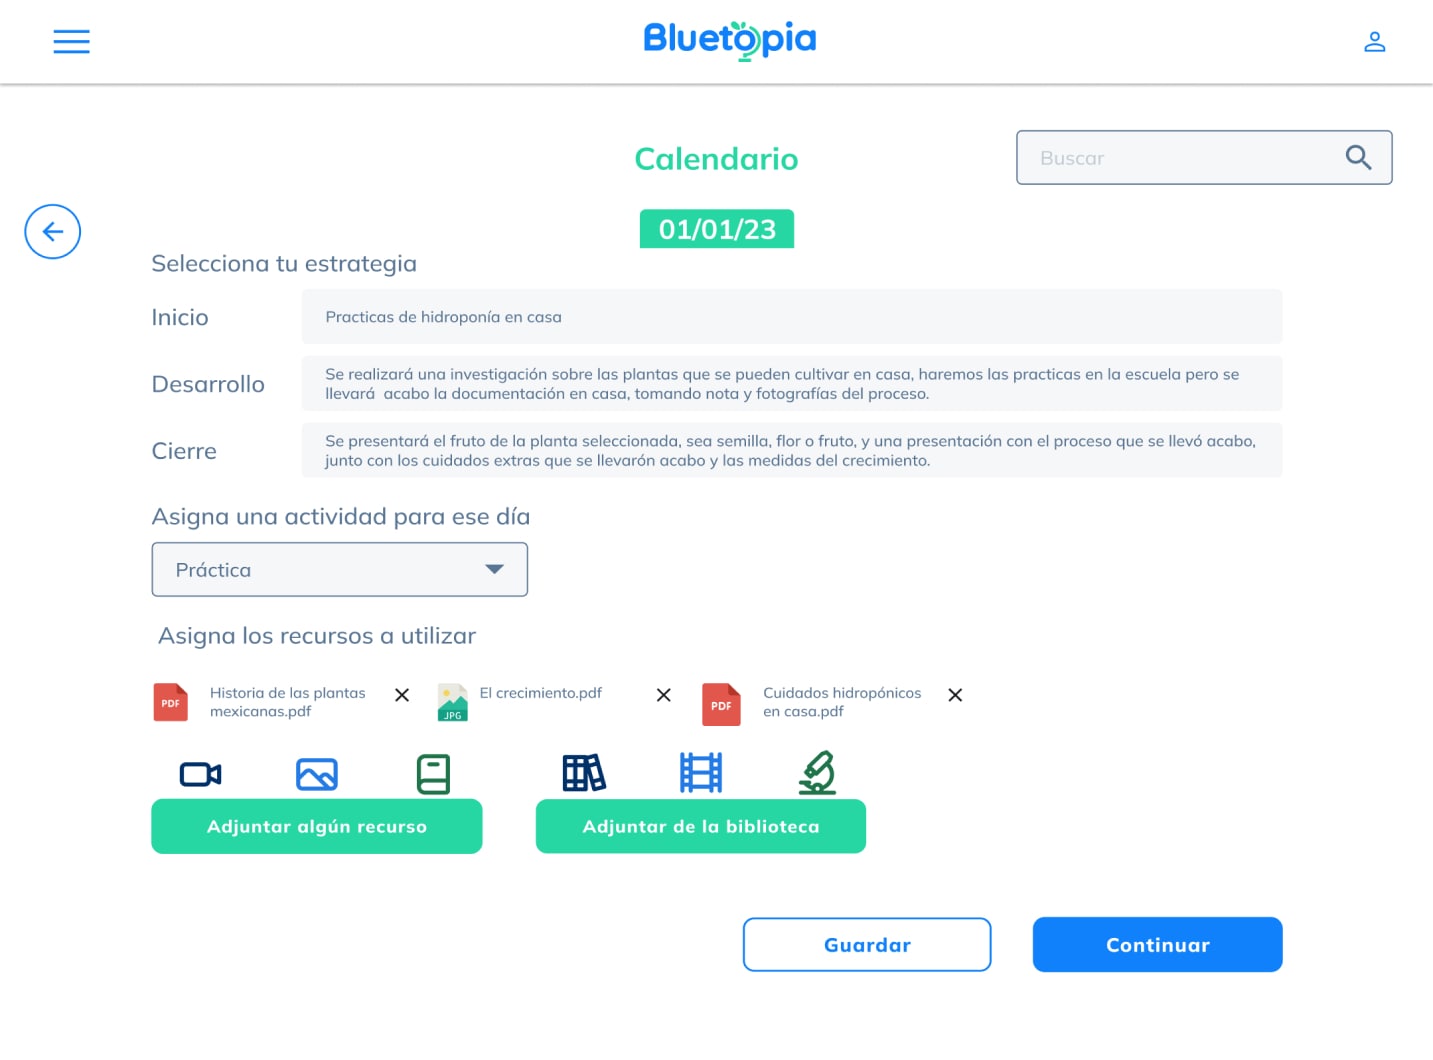 Bluetopia
Calendario
Buscar
01/01/23
Selecciona tu estrategia
Inicio
Practicas de hidroponía en casa
Desarrollo
Se realizará una investigación sobre las plantas que se pueden cultivar en casa, haremos las practicas en la escuela pero se
llevará  acabo la documentación en casa, tomando nota y fotografías del proceso.
Cierre
Se presentará el fruto de la planta seleccionada, sea semilla, flor o fruto, y una presentación con el proceso que se llevó acabo,
junto con los cuidados extras que se llevarón acabo y las medidas del crecimiento.
Asigna una actividad para ese día
Práctica
Asigna los recursos a utilizar
PDF
Historia de las plantas
mexicanas.pdf
JPG
El crecimiento.pdf
PDF
Cuidados hidropónicos
en casa.pdf
Adjuntar algún recurso
Adjuntar de la biblioteca
Guardar
Continuar